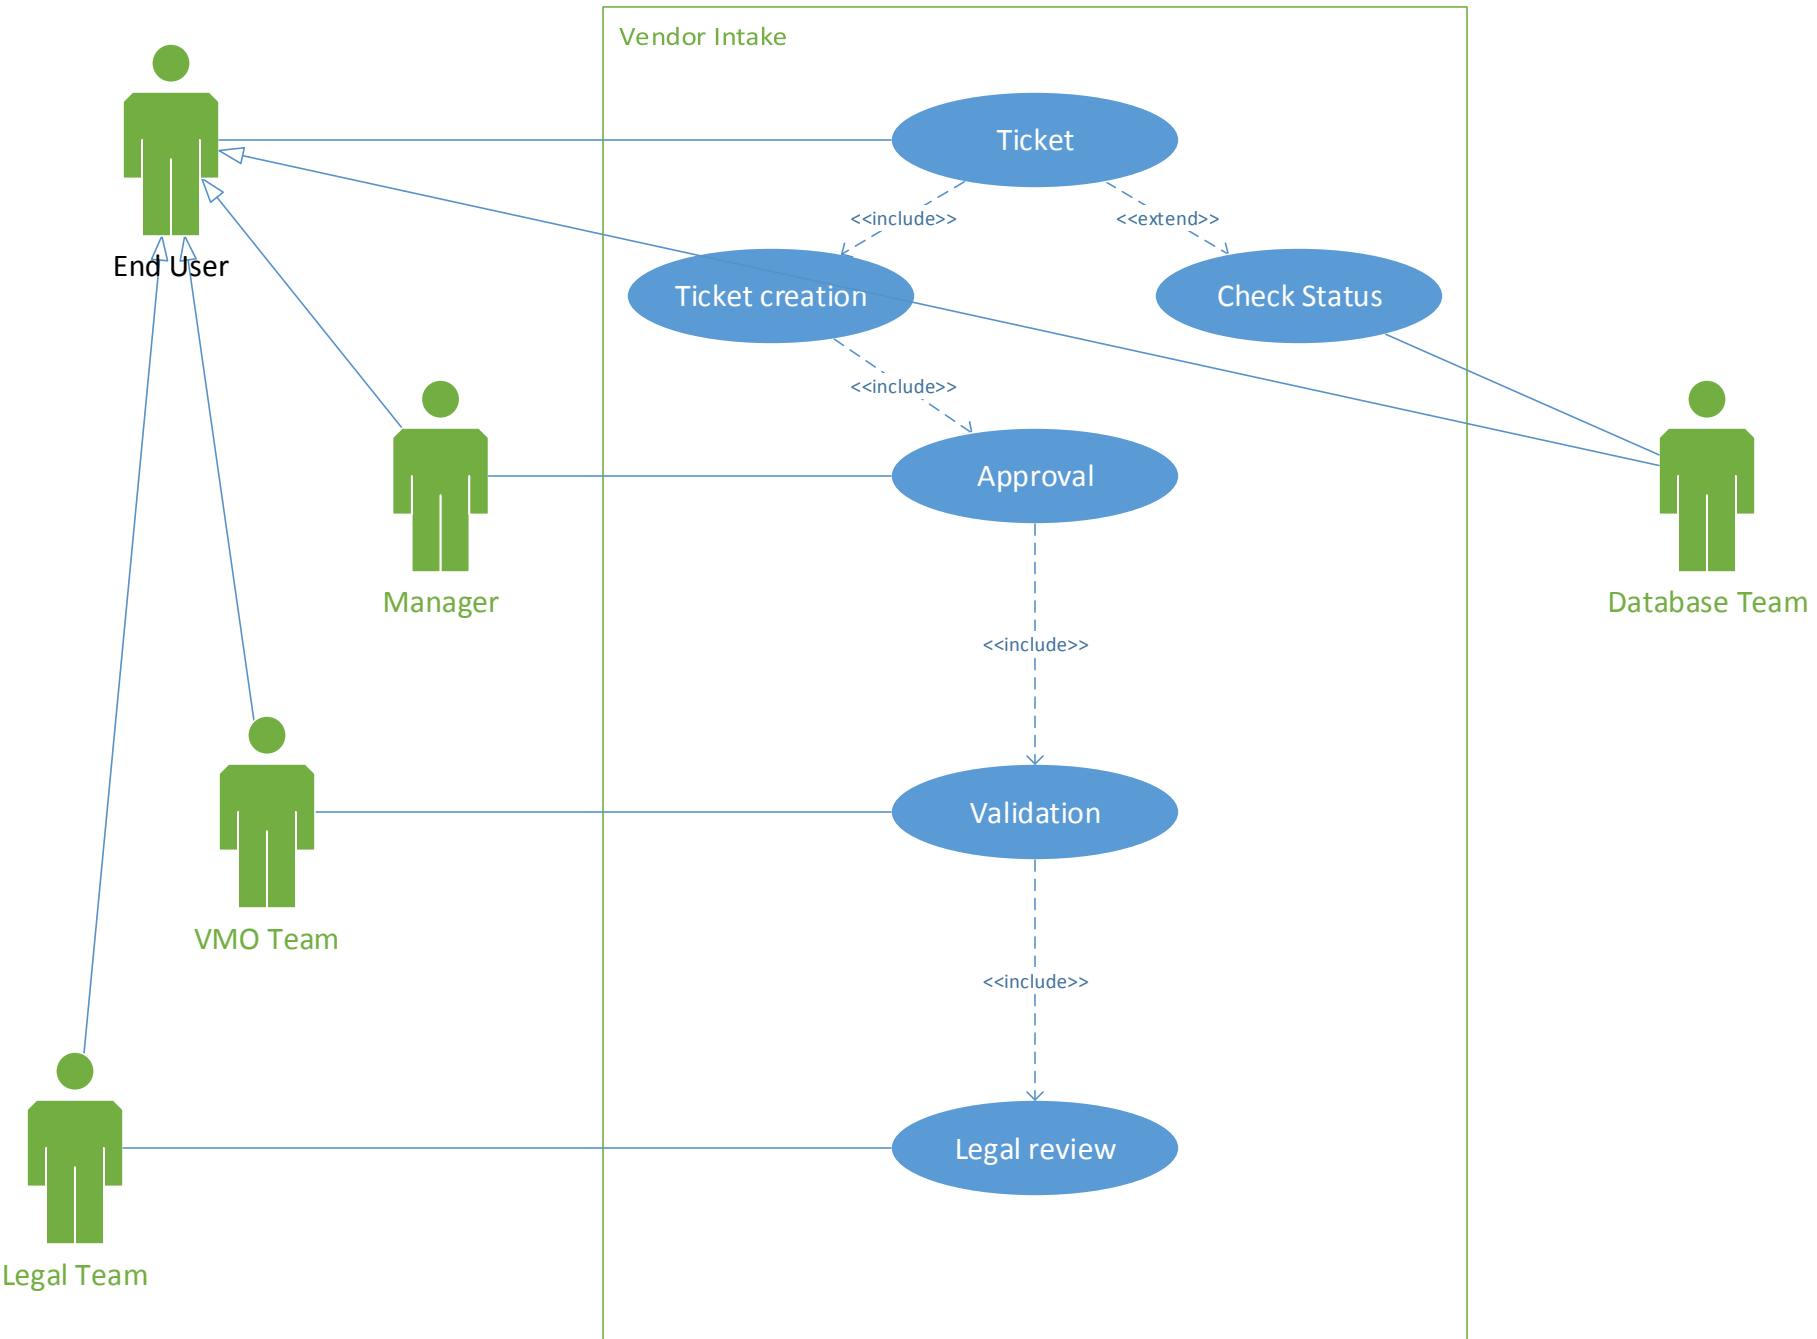 Vendor Intake
Ticket
<<include>>
<<extend>>
End User
Ticket creation
Check Status
<<include>>
Approval
Manager
Database Team
<<include>>
Validation
VMO Team
<<include>>
Legal review
Legal Team